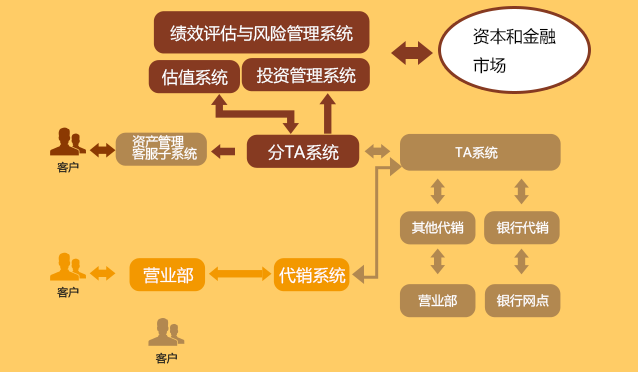 绩效评估与风险管理系统
资本和金融
市场
估值系统
投资管理系统
客户
资产管理
客服子系统
分TA系统
TA系统
其他代销
银行代销
客户
营业部
代销系统
营业部
银行网点
客户